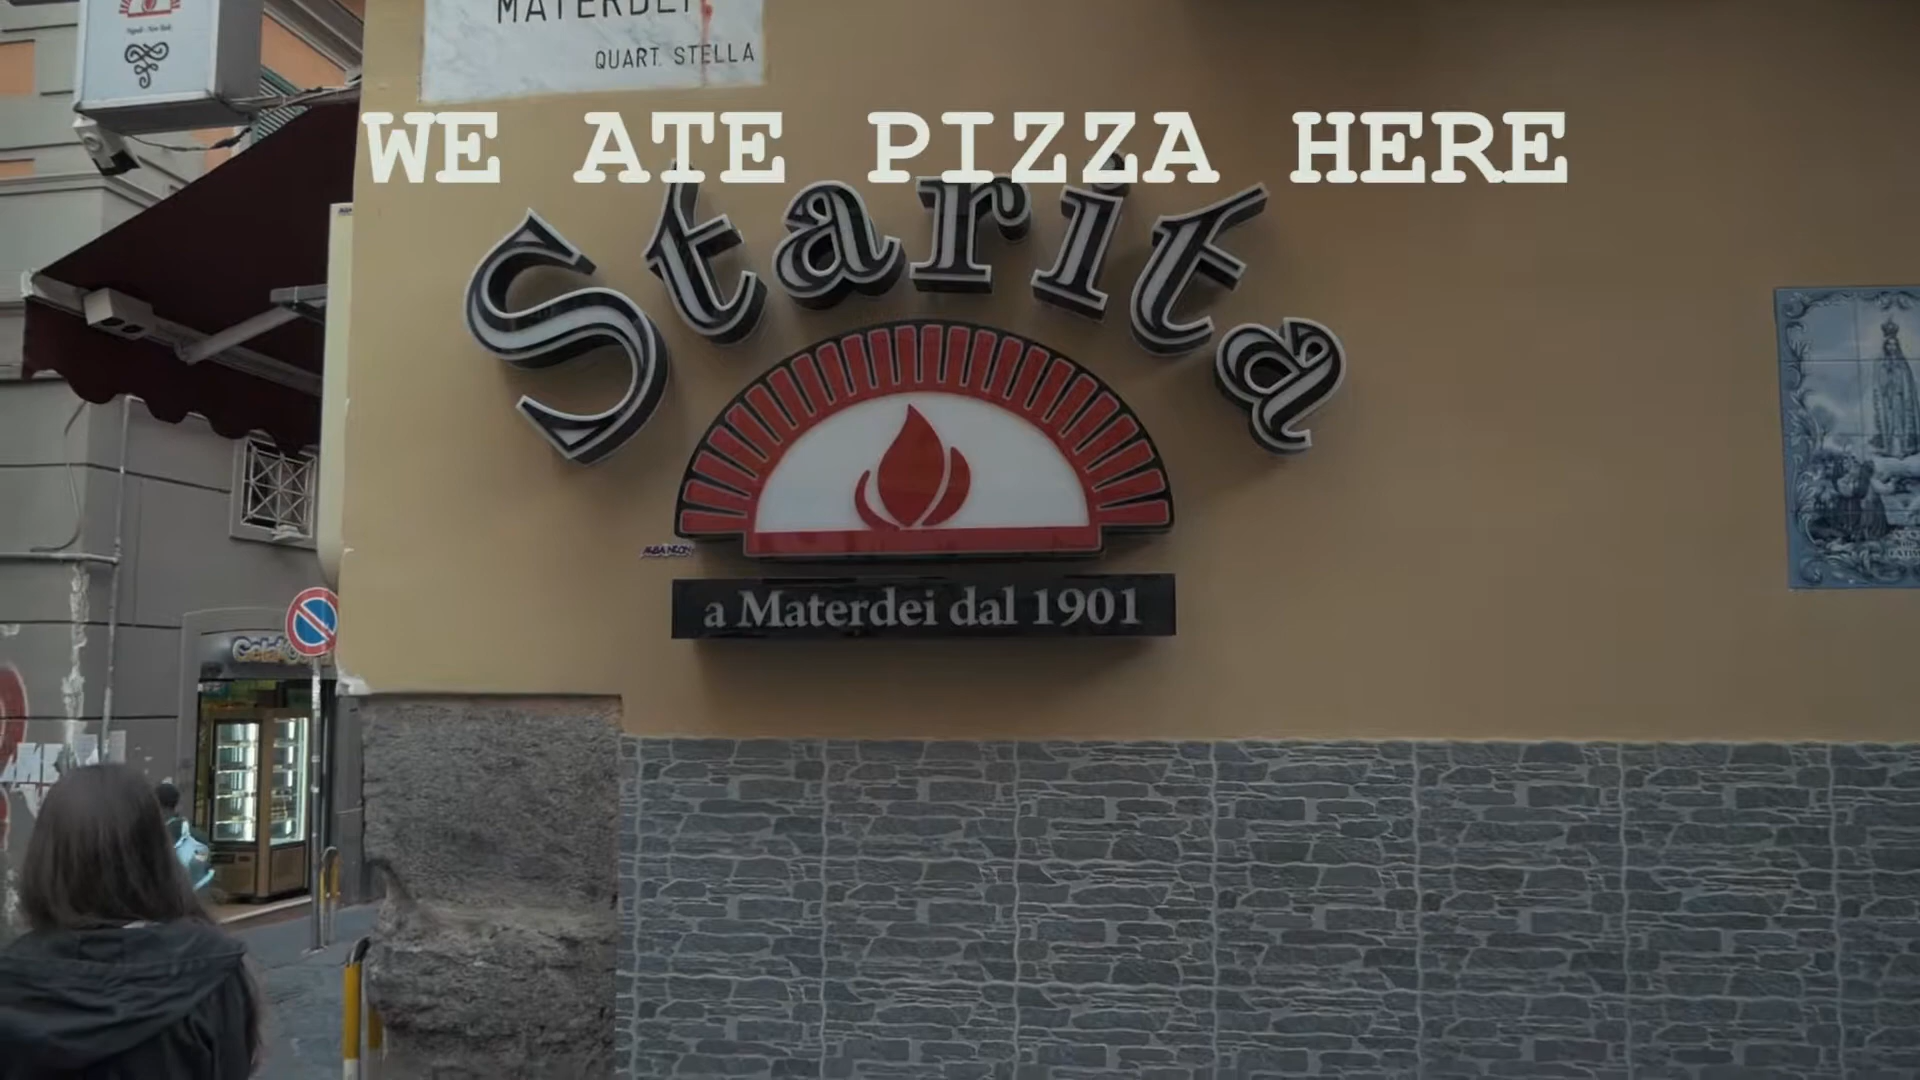 MATERDEI
QUART. STELLA
WE ATE PIZZA HERE
Starita
a Materdei dal 1901